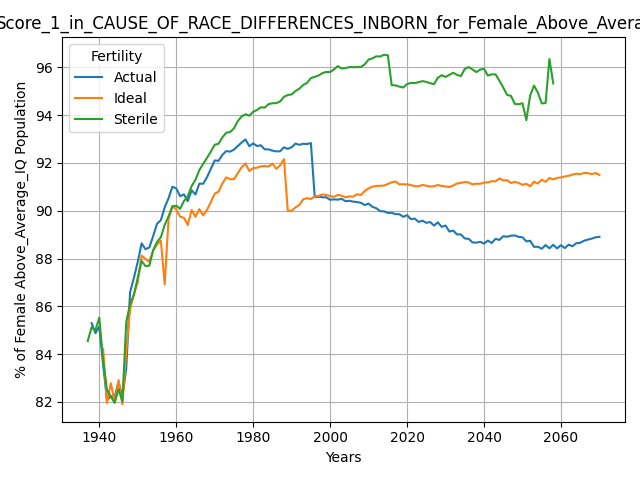 Score_1_in_CAUSE_OF_RACE_DIFFERENCES_INBORN_for_Female_Above_Avera
Fertility
Actual
Ideal
Sterile
% of Female Above_Average_IQ Population
96
94
92
90
88
86
84
82
1940 1960 1980 2000 2020 2040 2060
Years